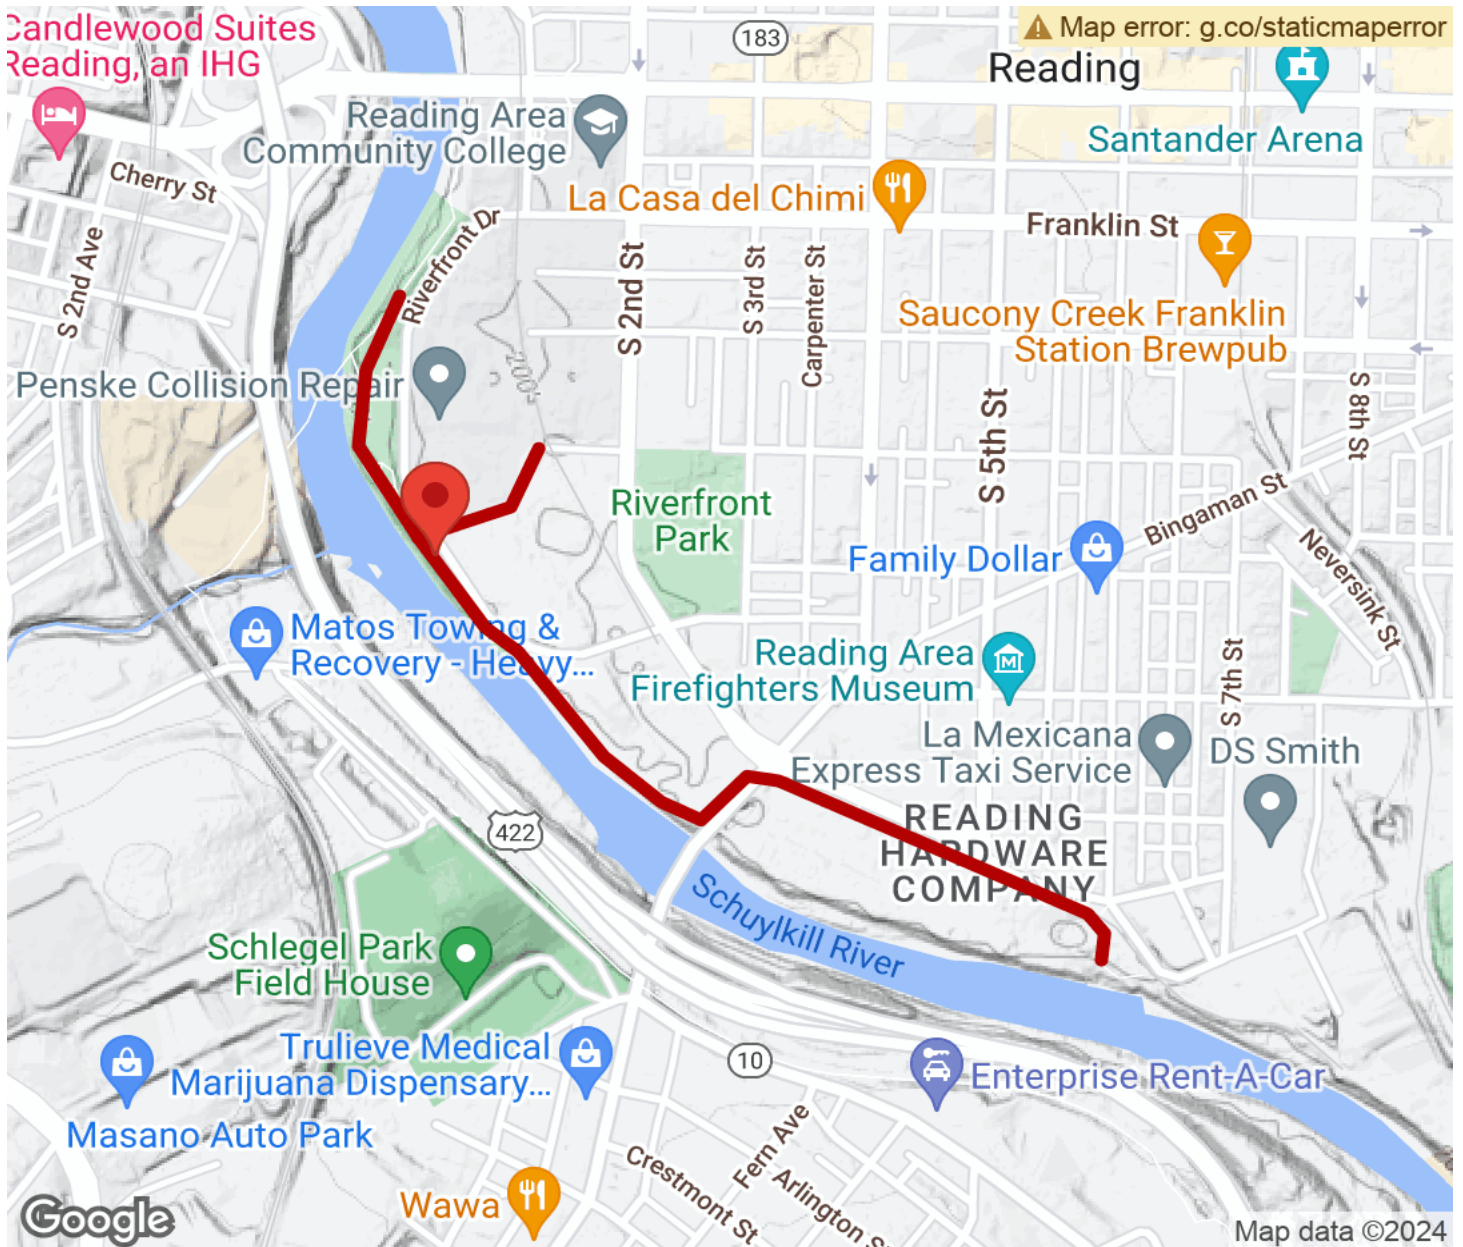 Candlewood Suites
Reading, an IHG
183
Map error: g.co/staticmaperror
Reading
Reading Area
Community College
Santander Arena
Cherry St
La Casa del Chimi
Riverfront Dr
Franklin St
S 2nd Ave
S 2nd St
S 3rd St
Carpenter St
Saucony Creek Franklin
Station Brewpub
Penske Collision Repair
200
S 8th St
S 5th St
Riverfront
Park
Bingaman St
Family Dollar
Neversink St
Matos Towing &
Recovery - Heavy...
Reading Area
Firefighters Museum
S 7th St
La Mexicana
Express Taxi Service
DS Smith
READING
HARDWARE
COMPANY
422
Schuylkill River
Schlegel Park
Field House
Trulieve Medical
Marijuana Dispensary...
10
Enterprise Rent-A-Car
Masano Auto Park
Fern Ave
Crestmont St
Arlington S
Wawa
Google
Map data ©2024